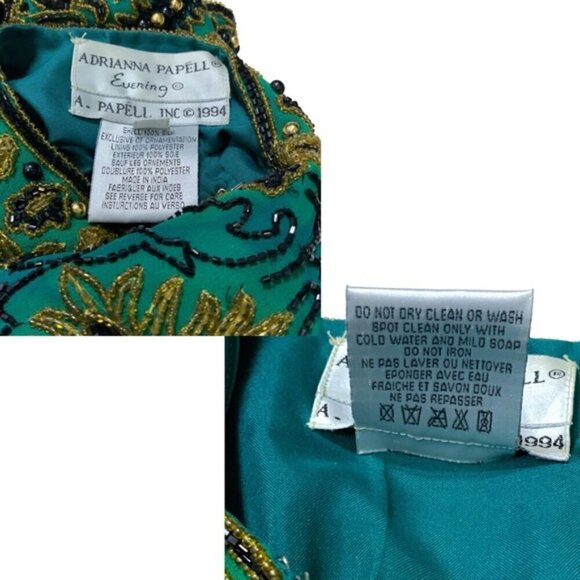 ADRIANNA PAPELL®
Evening©
A. PAPELL INC © 1994
SHELL 100% SILK
EXCLUSIVE OF ORNAMENTATION
LINING 100% POLYESTER
EXTERIEUR 100% SOIE
SAUF LES ORNEMENTS
DOUBLURE 100% POLYESTER
MADE IN INDIA
FABRIQUER AUX INDES
SEE REVERSE FOR CARE
INSTURCTIONS AU VERSO
DO NOT DRY CLEAN OR WASH
SPOT CLEAN ONLY WITH
COLD WATER AND MILD SOAP
DO NOT IRON
NE PAS LAVER OU NETTOYER
EPONGER AVEC EAU
FRAICHE ET SAVON DOUX
NE PAS REPASSER
A
ELL®
A.
1994